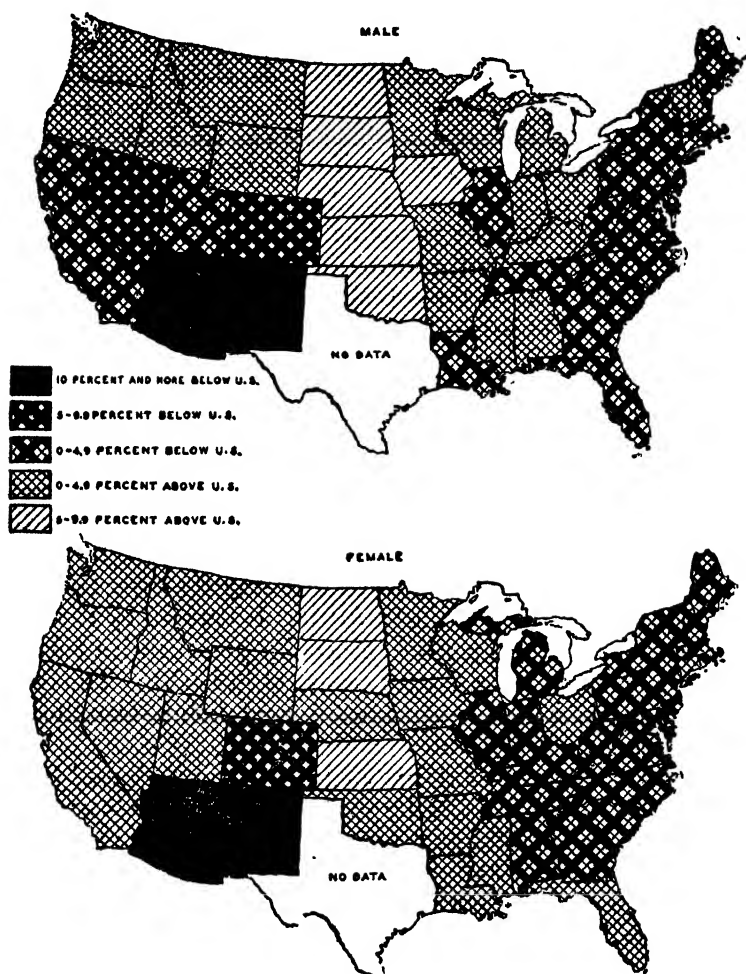 MALE
NO DATA
10 PERCENT AND MORE BELOW U.S.
5-9.9 PERCENT BELOW U.S.
0-4.9 PERCENT BELOW U.S.
0-4.9 PERCENT ABOVE U.S.
5-9.9 PERCENT ABOVE U.S.
FEMALE
NO DATA